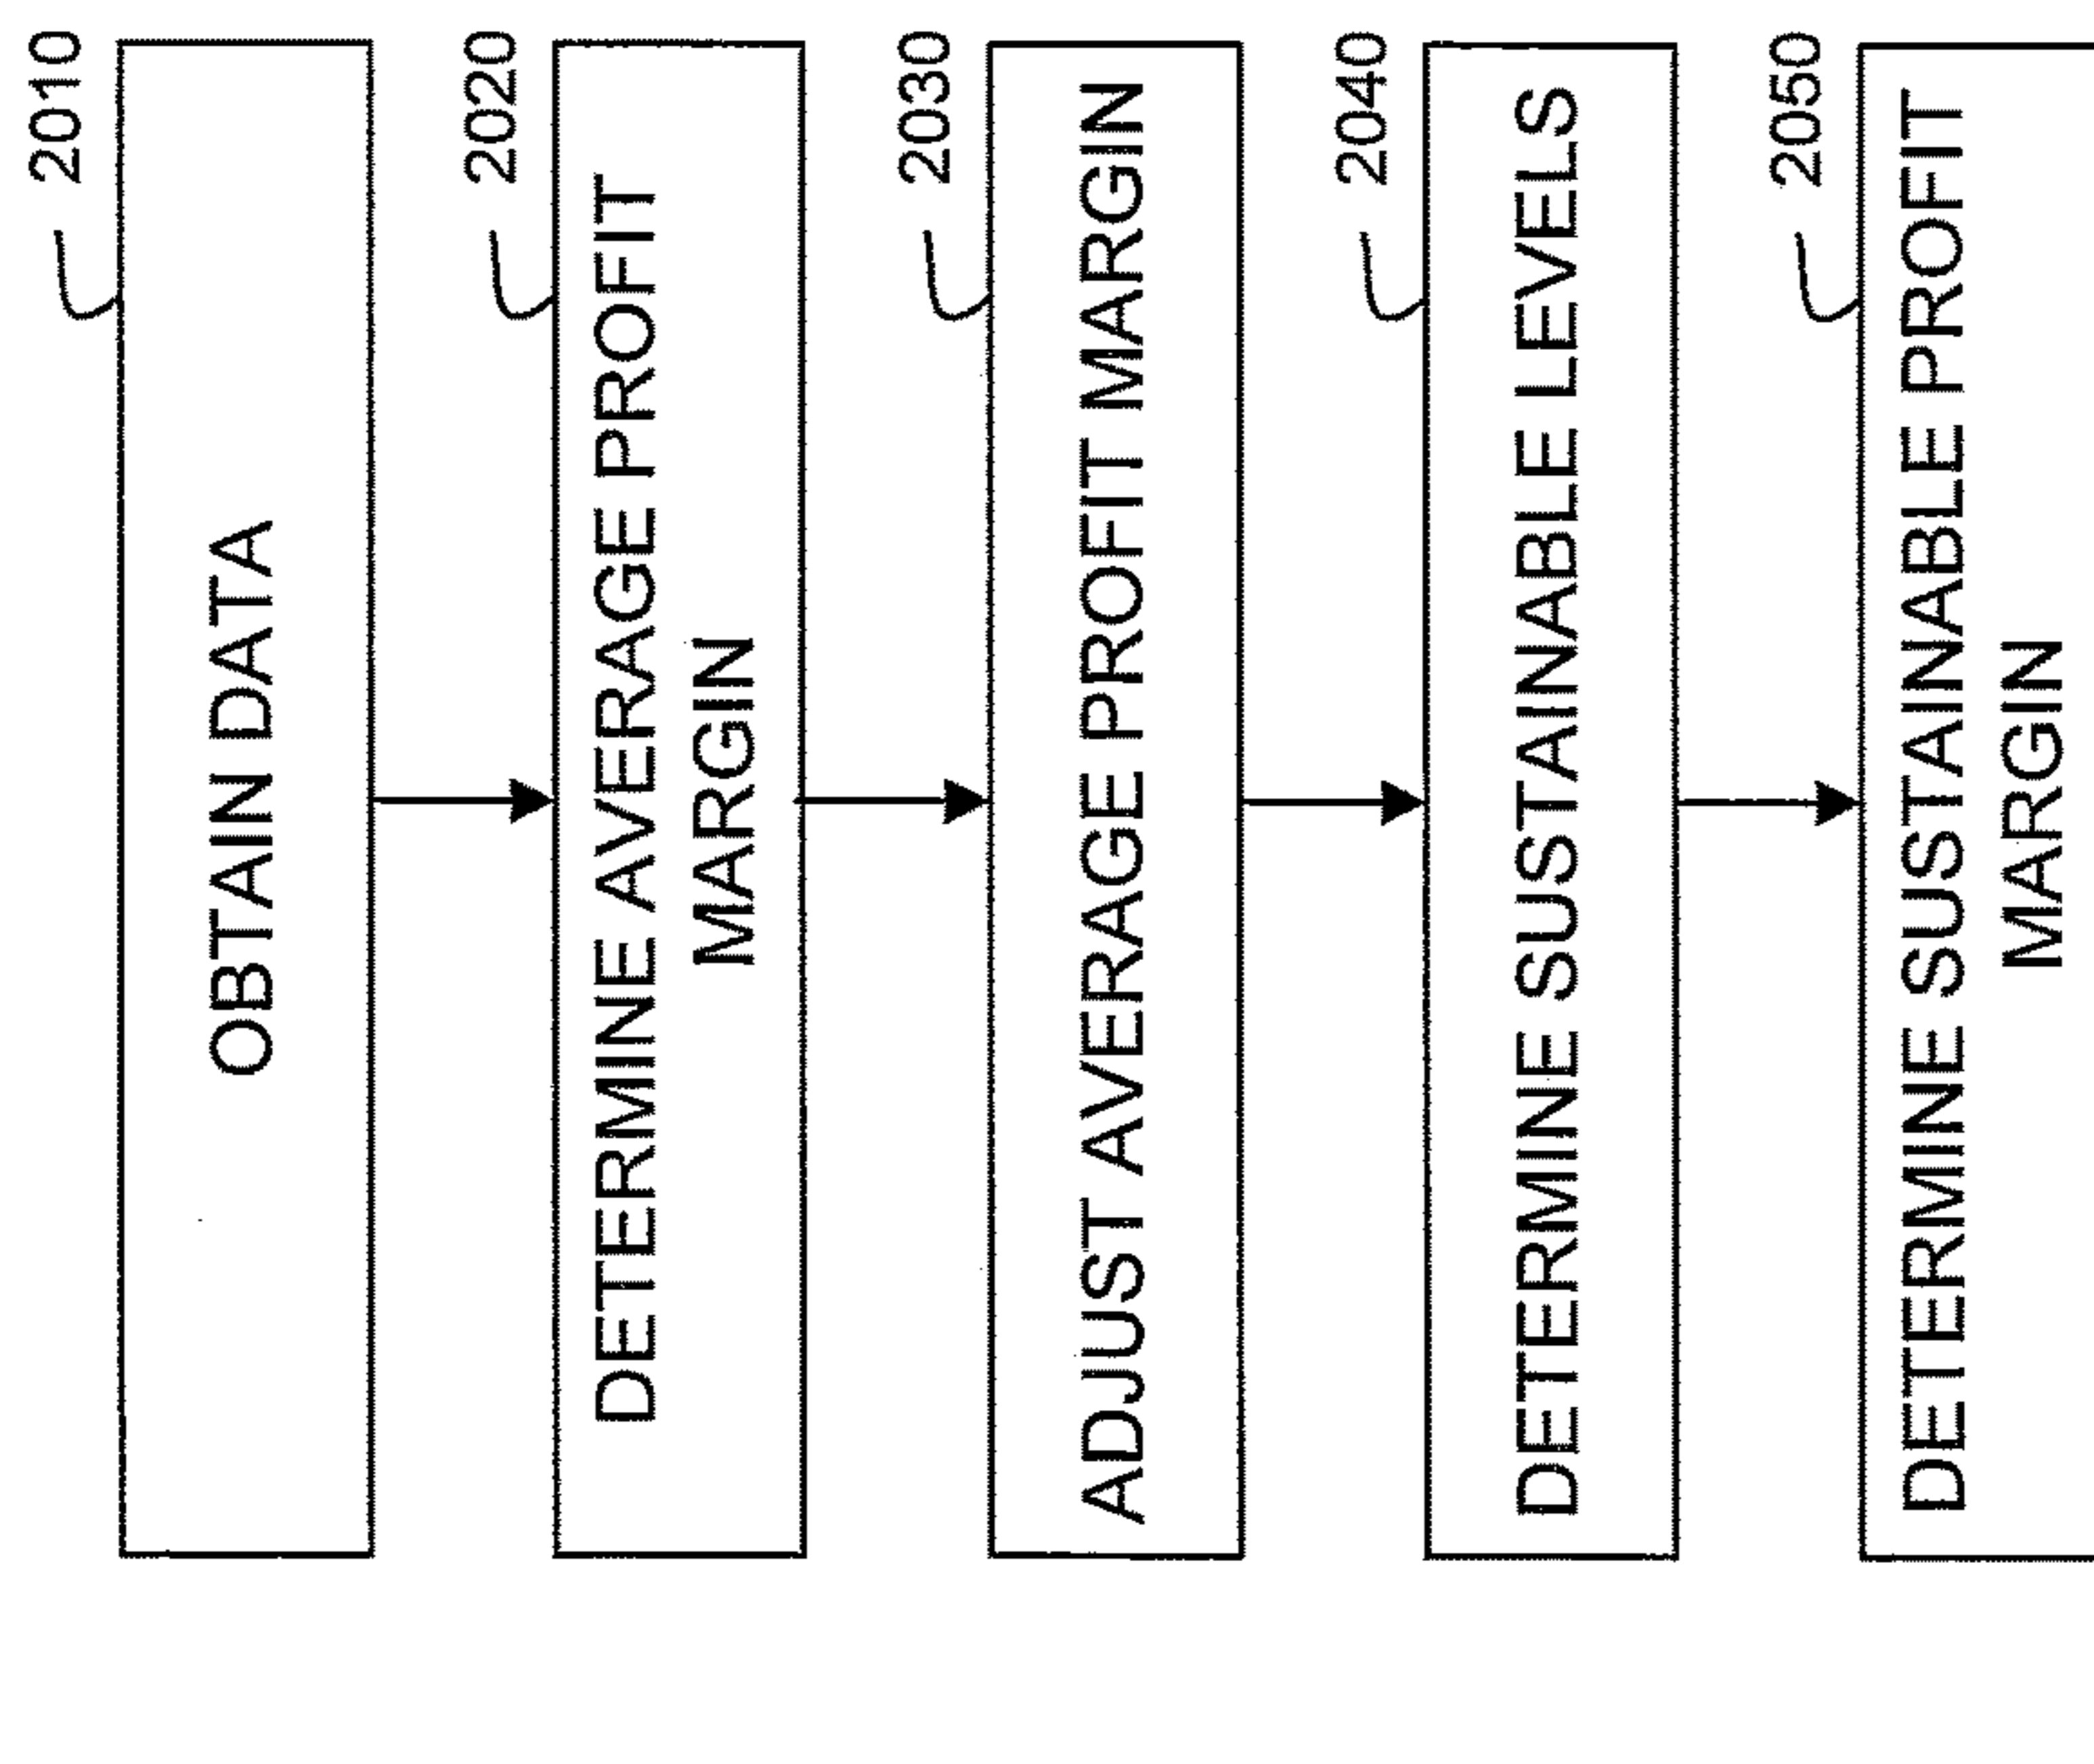 2010
OBTAIN DATA
2020
DETERMINE AVERAGE PROFIT
MARGIN
2030
ADJUST AVERAGE PROFIT MARGIN
2040
DETERMINE SUSTAINABLE LEVELS
2050
DETERMINE SUSTAINABLE PROFIT
MARGIN